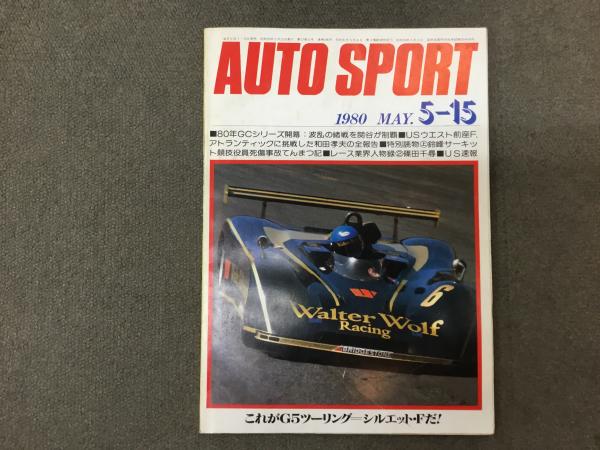 AUTO SPORT
1980 MAY. 5-15
■80年GCシリーズ開幕:波乱の緒戦を関谷が制覇■USウエスト前座F.
アトランティックに挑戦した和田孝夫の全報告■特別読物㊤鈴峰サーキッ
ト競技役員死傷事故てんまつ記■レース業界人物録②篠田千尋■US速報
6
Walter Wolf
Racing
BRIDGESTONE
これがG5ツーリング=シルエット・Fだ!